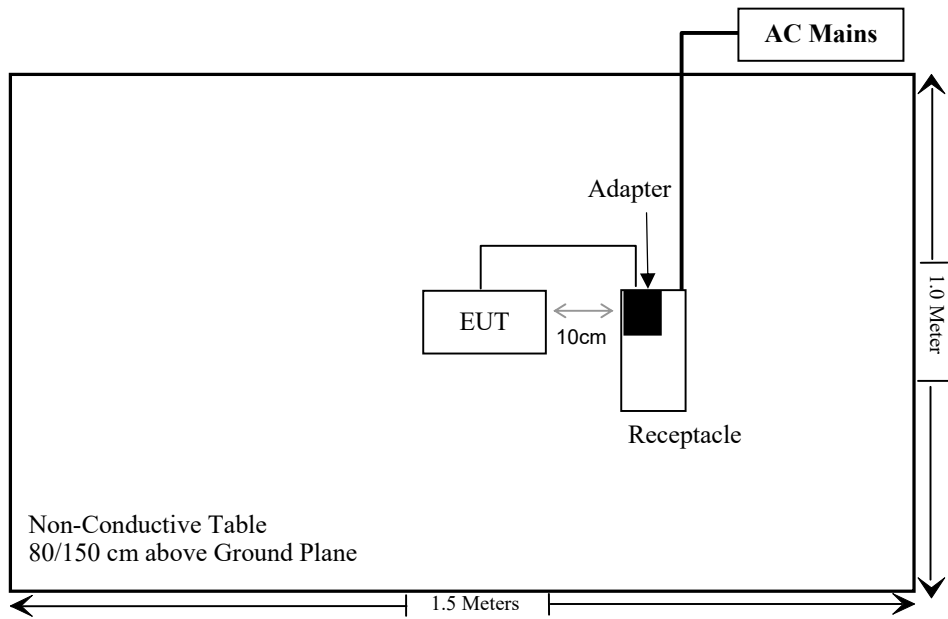 AC Mains
Adapter
EUT
10cm
1.0 Meter
Receptacle
Non-Conductive Table
80/150 cm above Ground Plane
1.5 Meters